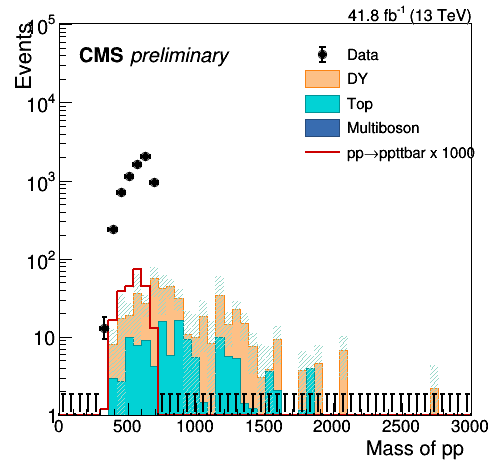 41.8 fb⁻¹ (13 TeV)
Events
10⁵
10⁴
10³
10²
10
1
CMS preliminary
Data
DY
Top
Multiboson
pp→ppttbar x 1000
0 500 1000 1500 2000 2500 3000
Mass of pp